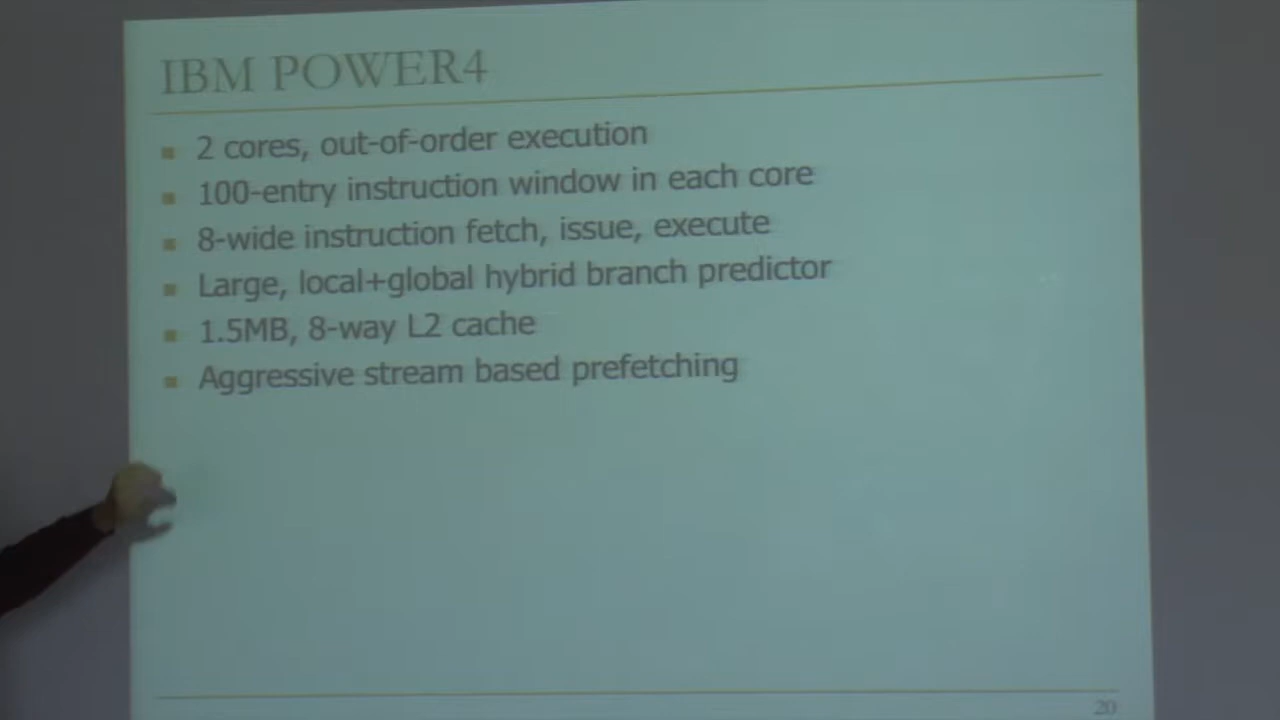 IBM POWER4
2 cores, out-of-order execution
100-entry instruction window in each core
8-wide instruction fetch, issue, execute
Large, local+global hybrid branch predictor
1.5MB, 8-way L2 cache
Aggressive stream based prefetching
20